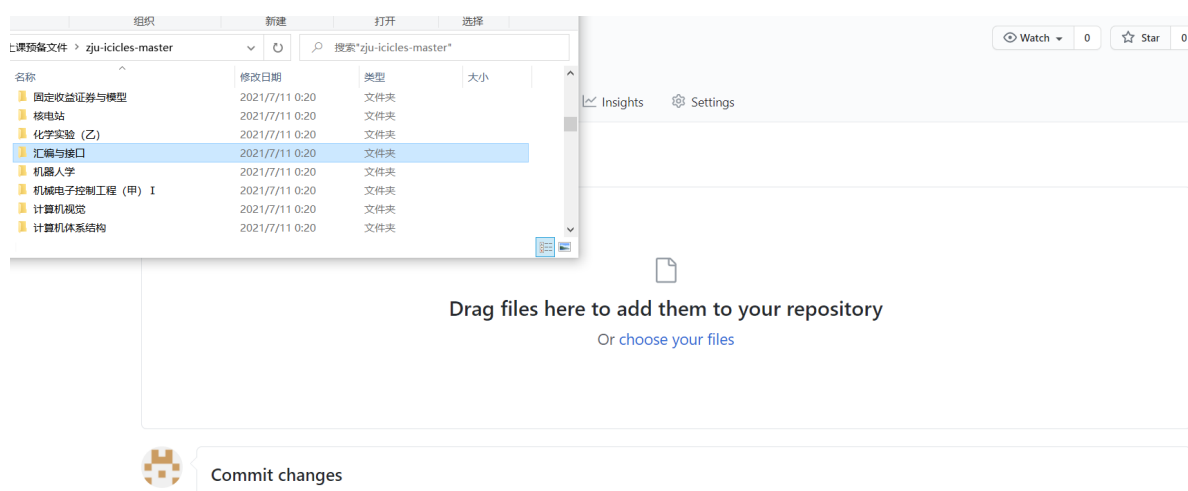 组织 新建 打开 选择
上课预备文件 > zju-icicles-master 搜索"zju-icicles-master"
名称 修改日期 类型 大小
固定收益证券与模型 2021/7/11 0:20 文件夹
核电站 2021/7/11 0:20 文件夹
化学实验（乙） 2021/7/11 0:20 文件夹
汇编与接口 2021/7/11 0:20 文件夹
机器人学 2021/7/11 0:20 文件夹
机械电子控制工程（甲）I 2021/7/11 0:20 文件夹
计算机视觉 2021/7/11 0:20 文件夹
计算机体系结构 2021/7/11 0:20 文件夹
Watch 0 Star 0
Insights Settings
Drag files here to add them to your repository
Or choose your files
Commit changes